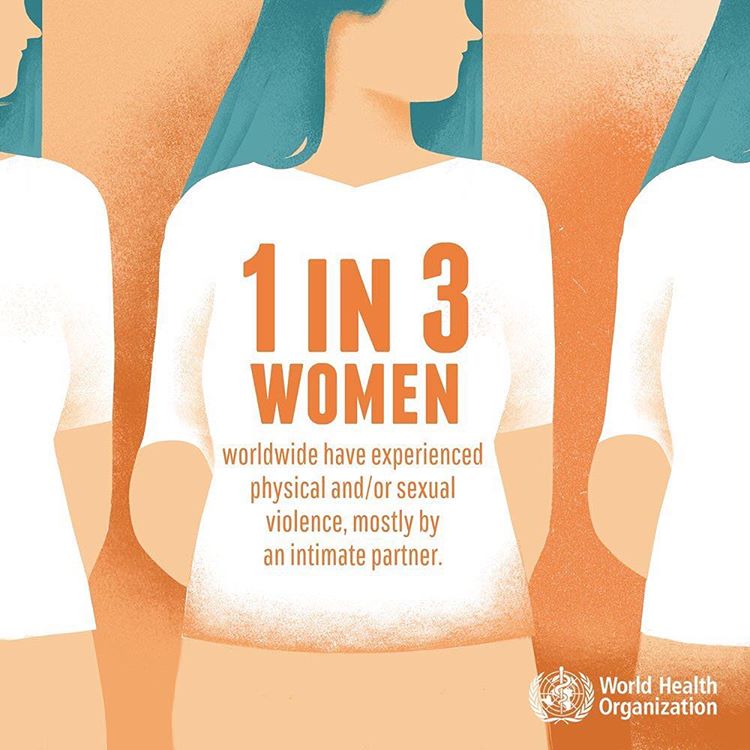 1 IN 3
WOMEN
worldwide have experienced
physical and/or sexual
violence, mostly by
an intimate partner.
World Health
Organization